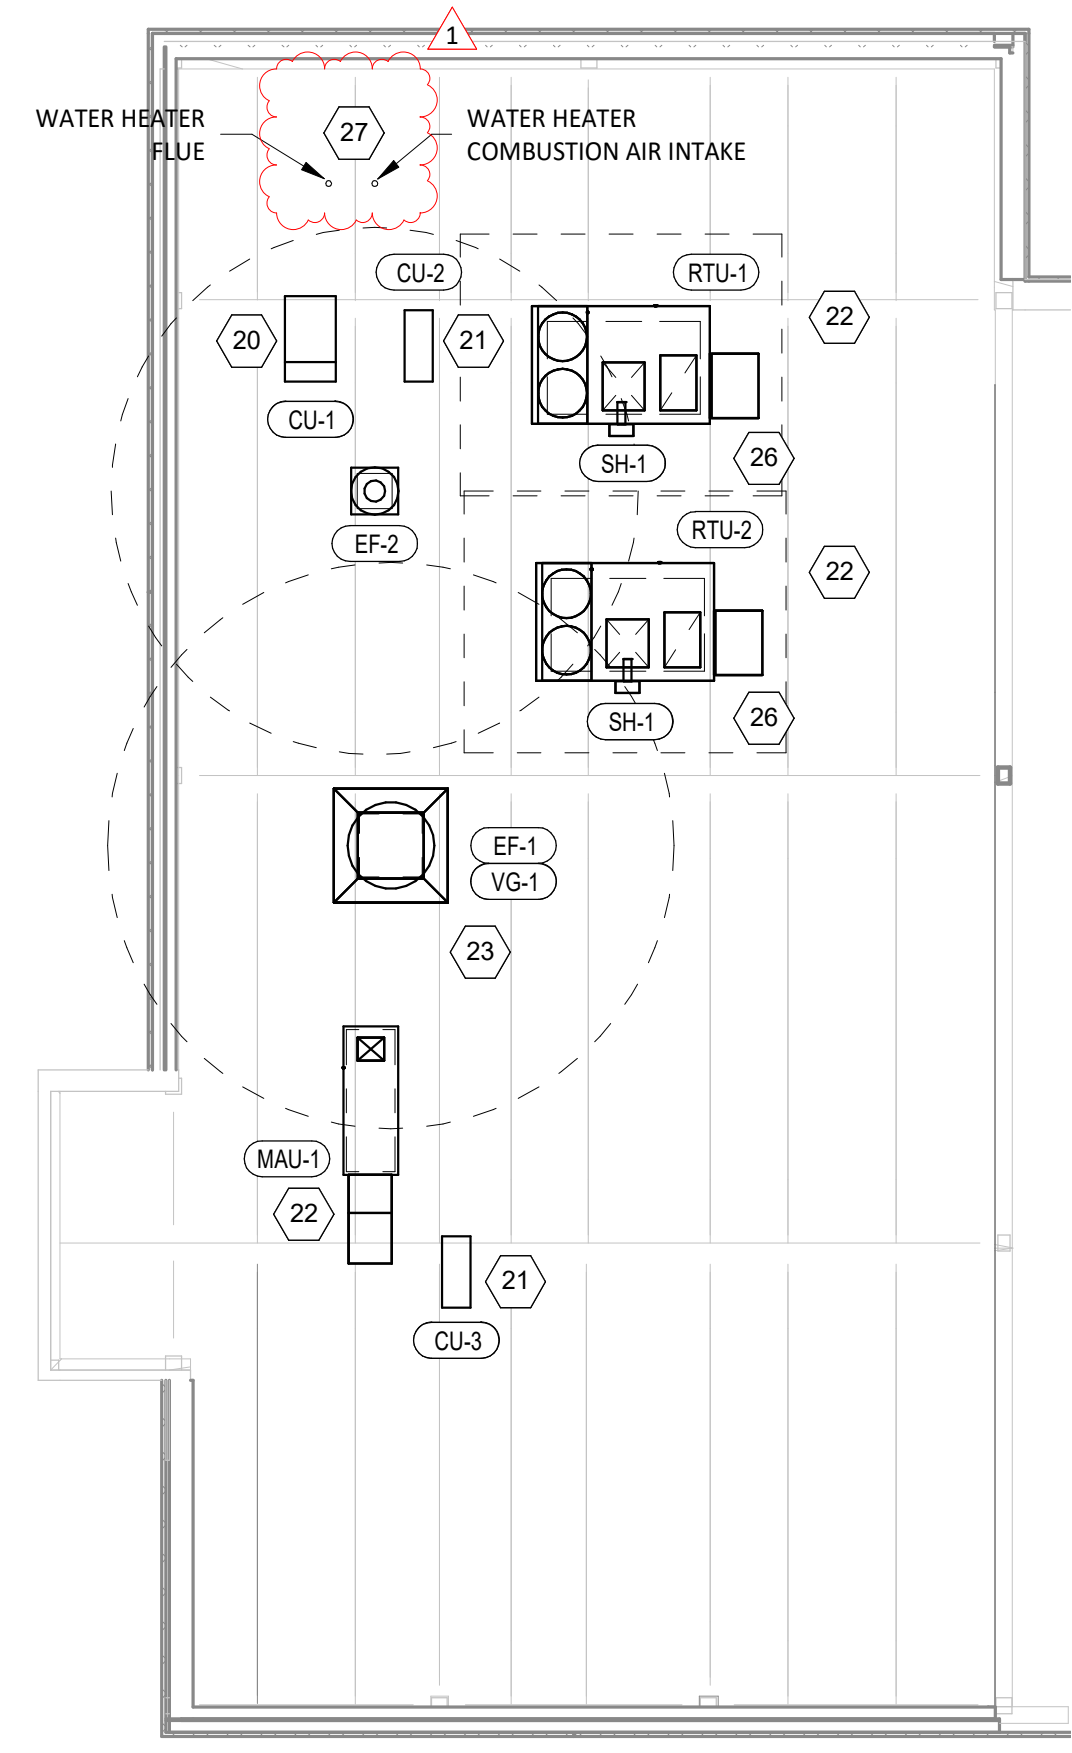 1
WATER HEATER
FLUE
27
WATER HEATER
COMBUSTION AIR INTAKE
CU-2
RTU-1
20
21
22
CU-1
SH-1
26
EF-2
RTU-2
22
SH-1
26
EF-1
VG-1
23
MAU-1
22
21
CU-3